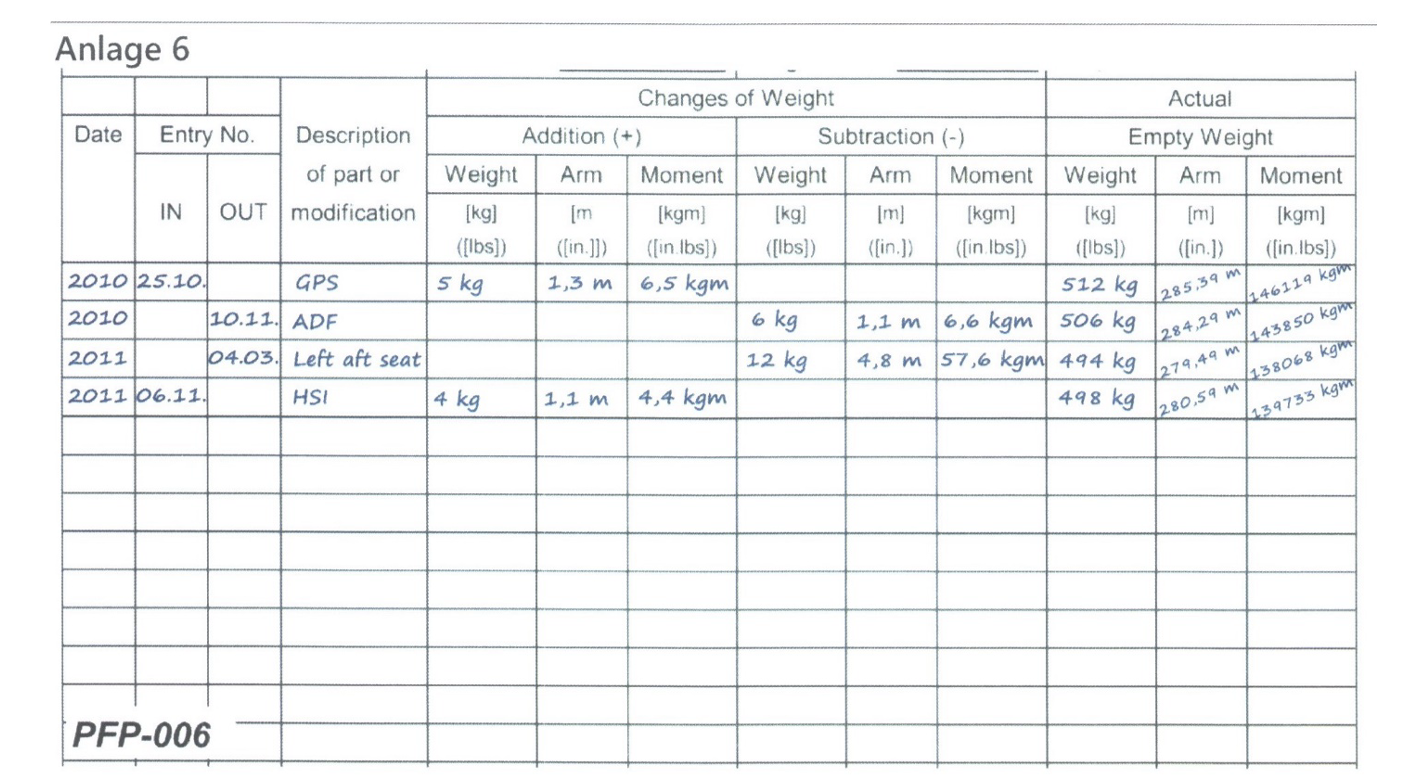 Anlage 6
Changes of Weight Actual
Date Entry No. Description Addition (+) Subtraction (-) Empty Weight
of part or Weight Arm Moment Weight Arm Moment Weight Arm Moment
IN OUT modification [kg] [m [kgm] [kg] [m] [kgm] [kg] [m] [kgm]
([lbs]) ([in.]]) ([in.lbs]) ([lbs]) ([in.]) ([in.lbs]) ([lbs]) ([in.]) ([in.lbs])
2010 25.10. GPS 5 kg 1,3 m 6,5 kgm 512 kg 285,39 m 146119 kgm
2010 10.11. ADF 6 kg 1,1 m 6,6 kgm 506 kg 284,29 m 143850 kgm
2011 04.03. Left aft seat 12 kg 4,8 m 57,6 kgm 494 kg 279,49 m 138068 kgm
2011 06.11. HSI 4 kg 1,1 m 4,4 kgm 498 kg 280,59 m 139733 kgm
PFP-006